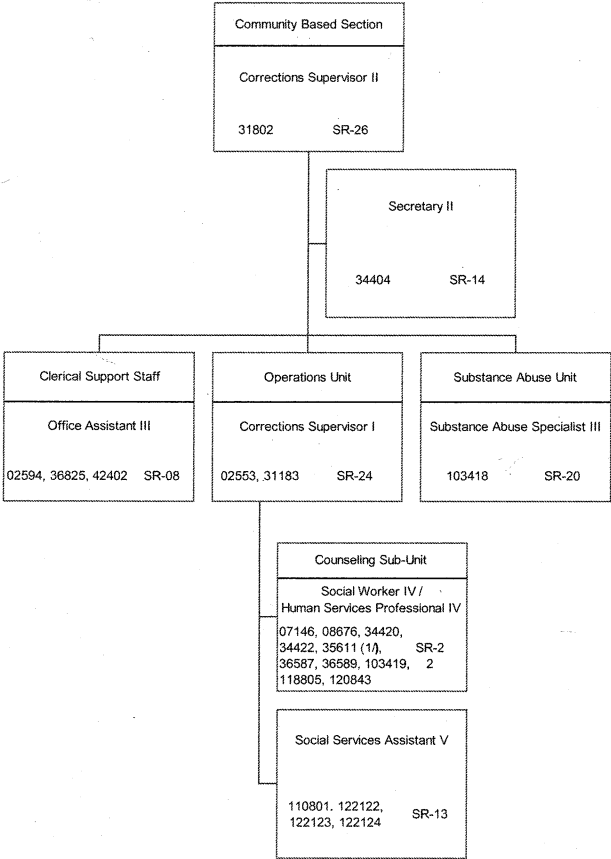 Community Based Section
Corrections Supervisor II
31802 SR-26
Secretary II
34404 SR-14
Clerical Support Staff
Office Assistant III
02594, 36825, 42402 SR-08
Operations Unit
Corrections Supervisor I
02553, 31183 SR-24
Substance Abuse Unit
Substance Abuse Specialist III
103418 SR-20
Counseling Sub-Unit
Social Worker IV /
Human Services Professional IV
07146, 08676, 34420,
34422, 35611 (1/), SR-2
36587, 36589, 103419, 2
118805, 120843
Social Services Assistant V
110801. 122122,
122123, 122124 SR-13